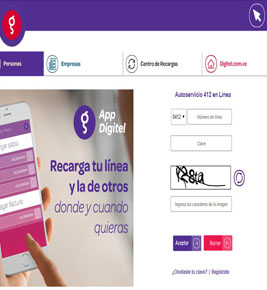 Personas
Empresas
Centro de Recargas
Digitel.com.ve
App
Digitel
Recarga tu línea
y la de otros
donde y cuando
quieras
Autoservicio 412 en Línea
0412
Número de línea
Clave
Ingresa los caracteres de la imagen
Aceptar
Borrar
¿Olvidaste tu clave? | Regístrate